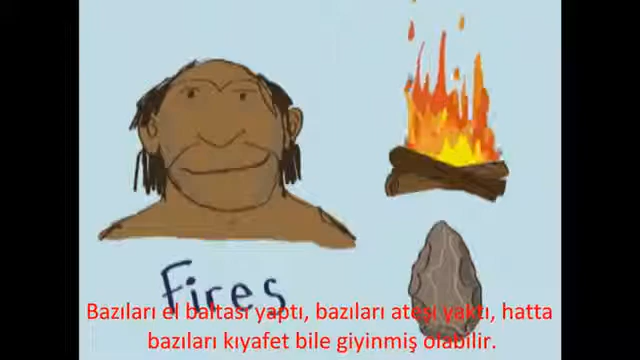 Fires
Bazıları el baltası yaptı, bazıları ateşi yaktı, hatta
bazıları kıyafet bile giyinmiş olabilir.